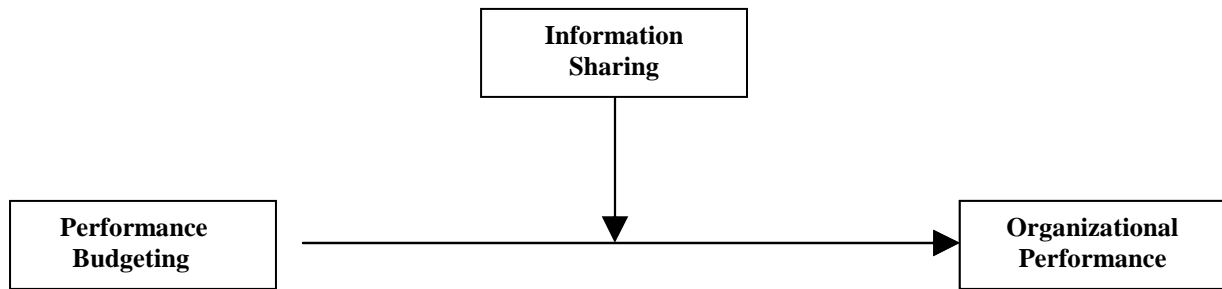 Information
Sharing
Performance
Budgeting
Organizational
Performance